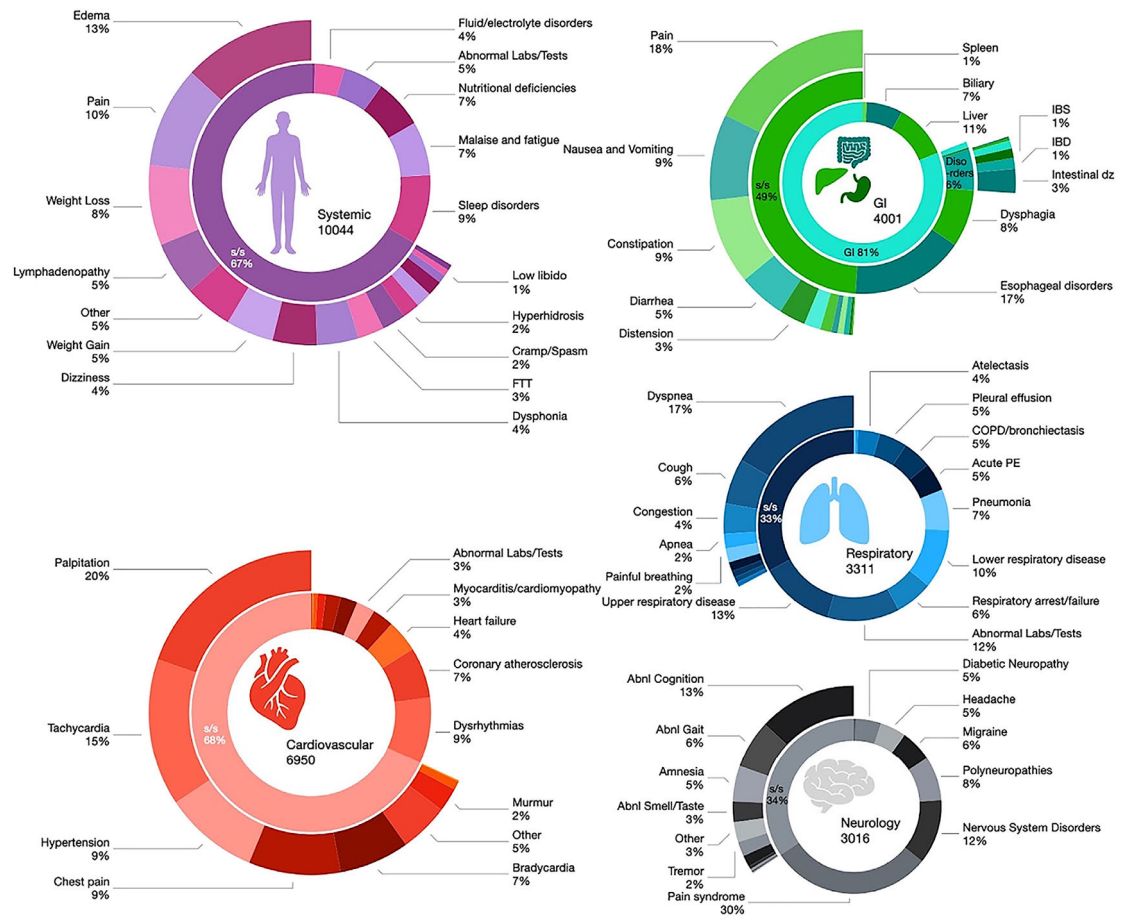 Edema
13%
Pain
10%
Weight Loss
8%
Lymphadenopathy
5%
Other
5%
Weight Gain
5%
Dizziness
4%
Fluid/electrolyte disorders
4%
Abnormal Labs/Tests
5%
Nutritional deficiencies
7%
Malaise and fatigue
7%
Sleep disorders
9%
Low libido
1%
Hyperhidrosis
2%
Cramp/Spasm
2%
FTT
3%
Dysphonia
4%
s/s
67%
Systemic
10044
Pain
18%
Nausea and Vomiting
9%
Constipation
9%
Diarrhea
5%
Distension
3%
Spleen
1%
Biliary
7%
Liver
11%
IBS
1%
IBD
1%
Intestinal dz
3%
Diso
-rders
6%
Dysphagia
8%
Esophageal disorders
17%
s/s
49%
GI 81%
GI
4001
Dyspnea
17%
Cough
6%
Congestion
4%
Apnea
2%
Painful breathing
2%
Upper respiratory disease
13%
Atelectasis
4%
Pleural effusion
5%
COPD/bronchiectasis
5%
Acute PE
5%
Pneumonia
7%
Lower respiratory disease
10%
Respiratory arrest/failure
6%
Abnormal Labs/Tests
12%
s/s
33%
Respiratory
3311
Palpitation
20%
Tachycardia
15%
Hypertension
9%
Chest pain
9%
Abnormal Labs/Tests
3%
Myocarditis/cardiomyopathy
3%
Heart failure
4%
Coronary atherosclerosis
7%
Dysrhythmias
9%
Murmur
2%
Other
5%
Bradycardia
7%
s/s
68%
Cardiovascular
6950
Abnl Cognition
13%
Abnl Gait
6%
Amnesia
5%
Abnl Smell/Taste
3%
Other
3%
Tremor
2%
Pain syndrome
30%
Diabetic Neuropathy
5%
Headache
5%
Migraine
6%
Polyneuropathies
8%
Nervous System Disorders
12%
s/s
34%
Neurology
3016